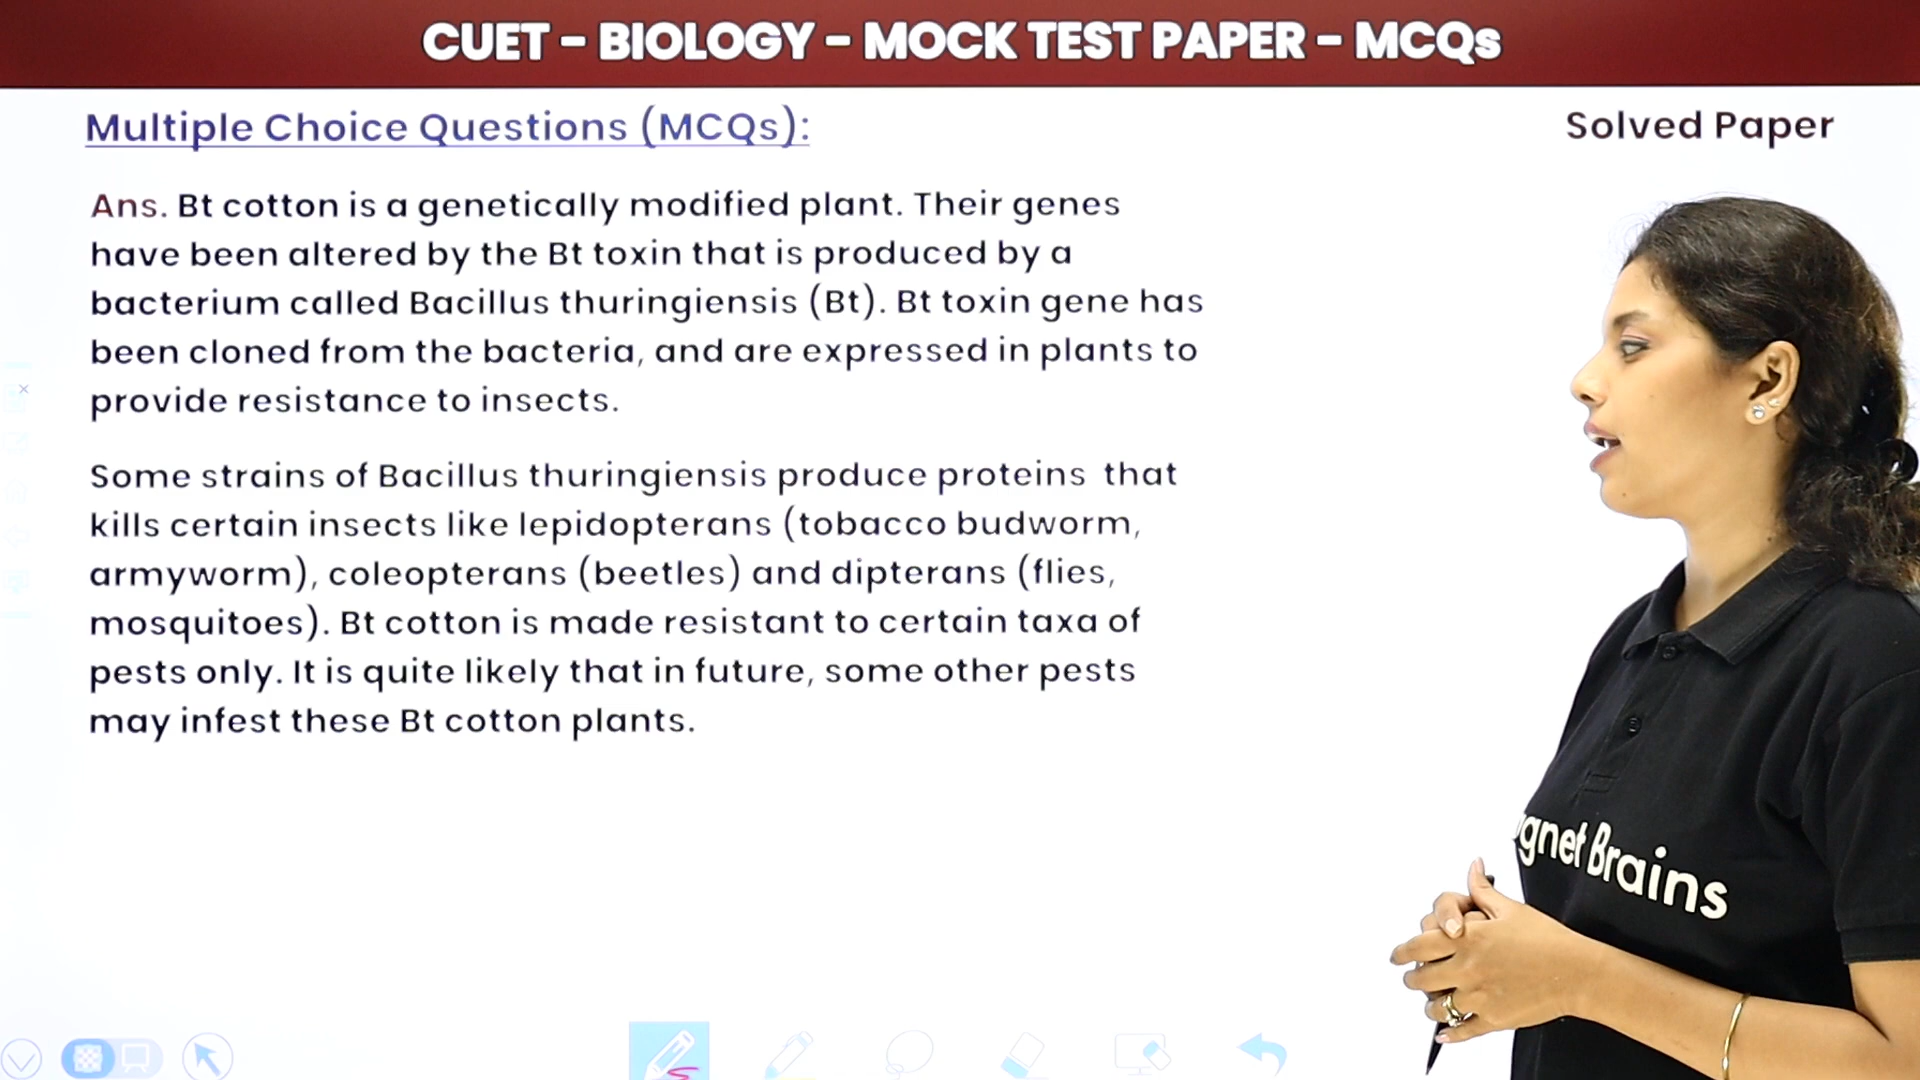 CUET - BIOLOGY - MOCK TEST PAPER - MCQs
Multiple Choice Questions (MCQs):
Solved Paper
Ans. Bt cotton is a genetically modified plant. Their genes
have been altered by the Bt toxin that is produced by a
bacterium called Bacillus thuringiensis (Bt). Bt toxin gene has
been cloned from the bacteria, and are expressed in plants to
provide resistance to insects.
Some strains of Bacillus thuringiensis produce proteins that
kills certain insects like lepidopterans (tobacco budworm,
armyworm), coleopterans (beetles) and dipterans (flies,
mosquitoes). Bt cotton is made resistant to certain taxa of
pests only. It is quite likely that in future, some other pests
may infest these Bt cotton plants.
gnet Brains